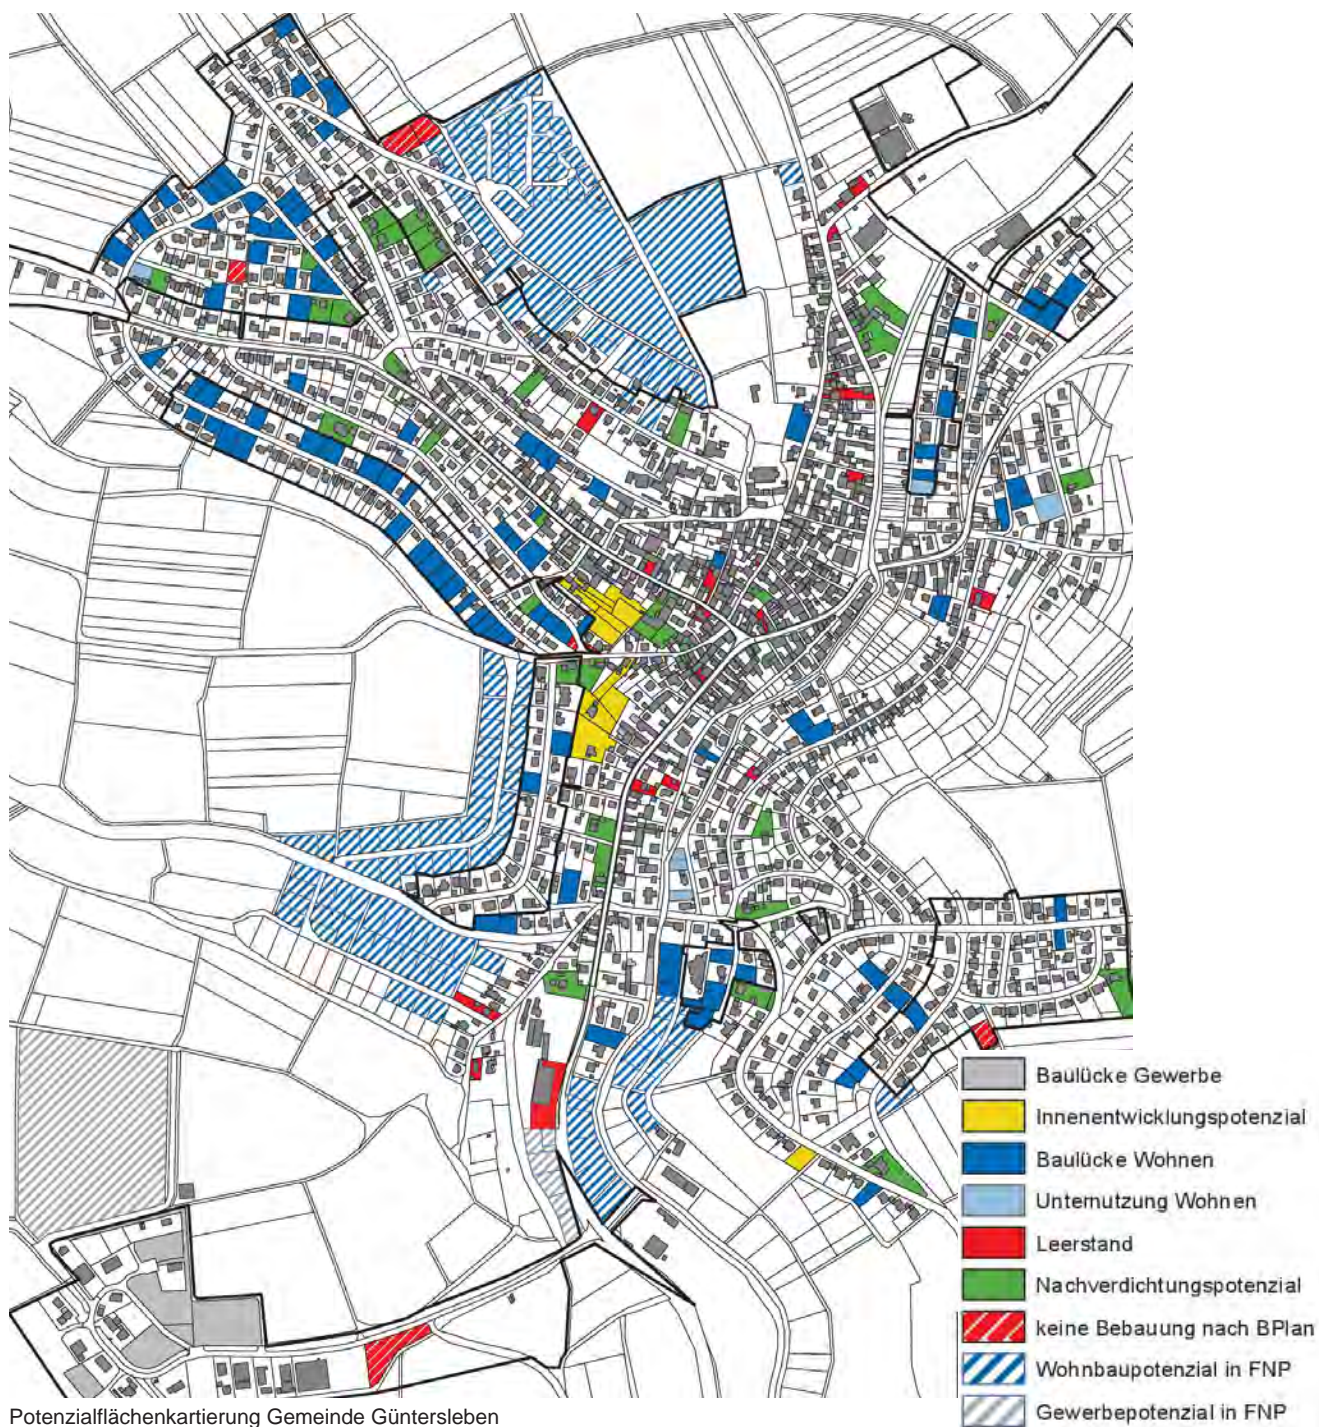 Baulücke Gewerbe
Innenentwicklungspotenzial
Baulücke Wohnen
Unternutzung Wohnen
Leerstand
Nachverdichtungspotenzial
keine Bebauung nach BPlan
Wohnbaupotenzial in FNP
Gewerbepotenzial in FNP
Potenzialflächenkartierung Gemeinde Güntersleben